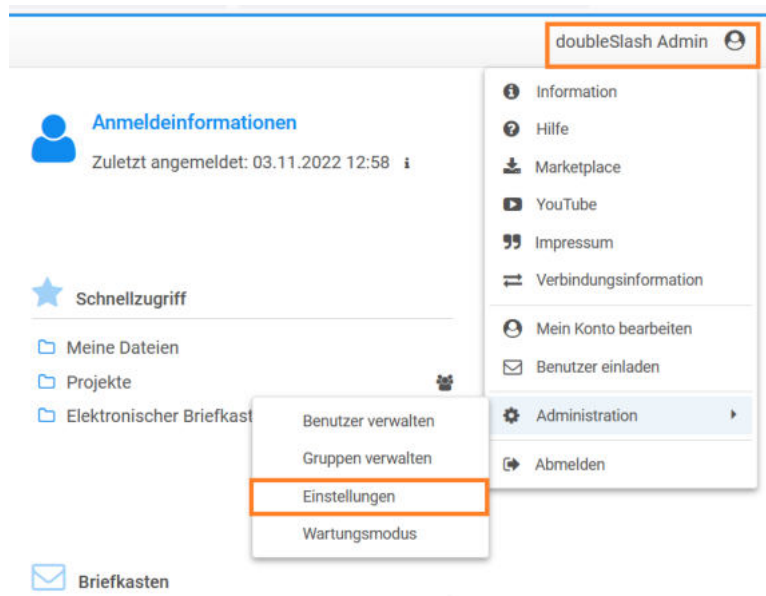 doubleSlash Admin
Anmeldeinformationen
Zuletzt angemeldet: 03.11.2022 12:58 i
Schnellzugriff
Meine Dateien
Projekte
Elektronischer Briefkast
Briefkasten
Information
Hilfe
Marketplace
YouTube
Impressum
Verbindungsinformation
Mein Konto bearbeiten
Benutzer einladen
Administration
Abmelden
Benutzer verwalten
Gruppen verwalten
Einstellungen
Wartungsmodus